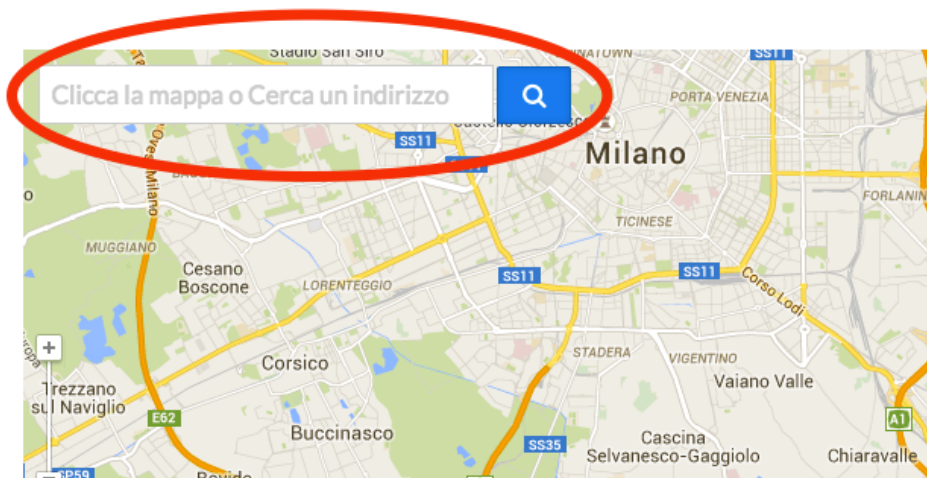 Stadio San Siro
SS11
Clicca la mappa o Cerca un indirizzo
PORTA VENEZIA
SS11
Milano
FORLANIN
TICINESE
MUGGIANO
Cesano
Boscone
LORENTEGGIO
SS11
SS11
Corso Lodi
Corsico
STADERA
VIGENTINO
Vaiano Valle
Trezzano
sul Naviglio
E62
A1
Buccinasco
SS35
Cascina
Selvanesco-Gaggiolo
Chiaravalle
SP59